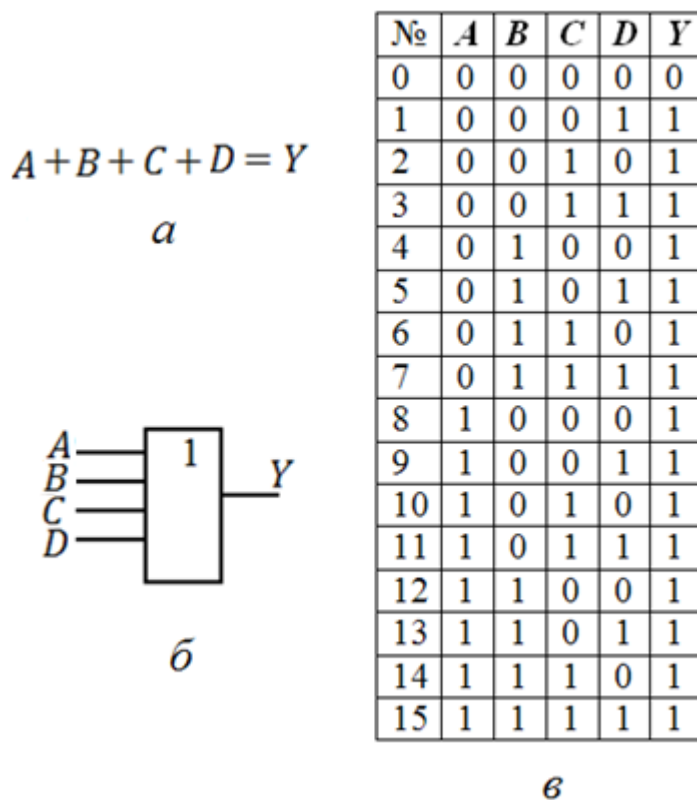 A + B + C + D = Y
а
A
B
C
D
1
Y
б
№ A B C D Y
0 0 0 0 0 0
1 0 0 0 1 1
2 0 0 1 0 1
3 0 0 1 1 1
4 0 1 0 0 1
5 0 1 0 1 1
6 0 1 1 0 1
7 0 1 1 1 1
8 1 0 0 0 1
9 1 0 0 1 1
10 1 0 1 0 1
11 1 0 1 1 1
12 1 1 0 0 1
13 1 1 0 1 1
14 1 1 1 0 1
15 1 1 1 1 1
в